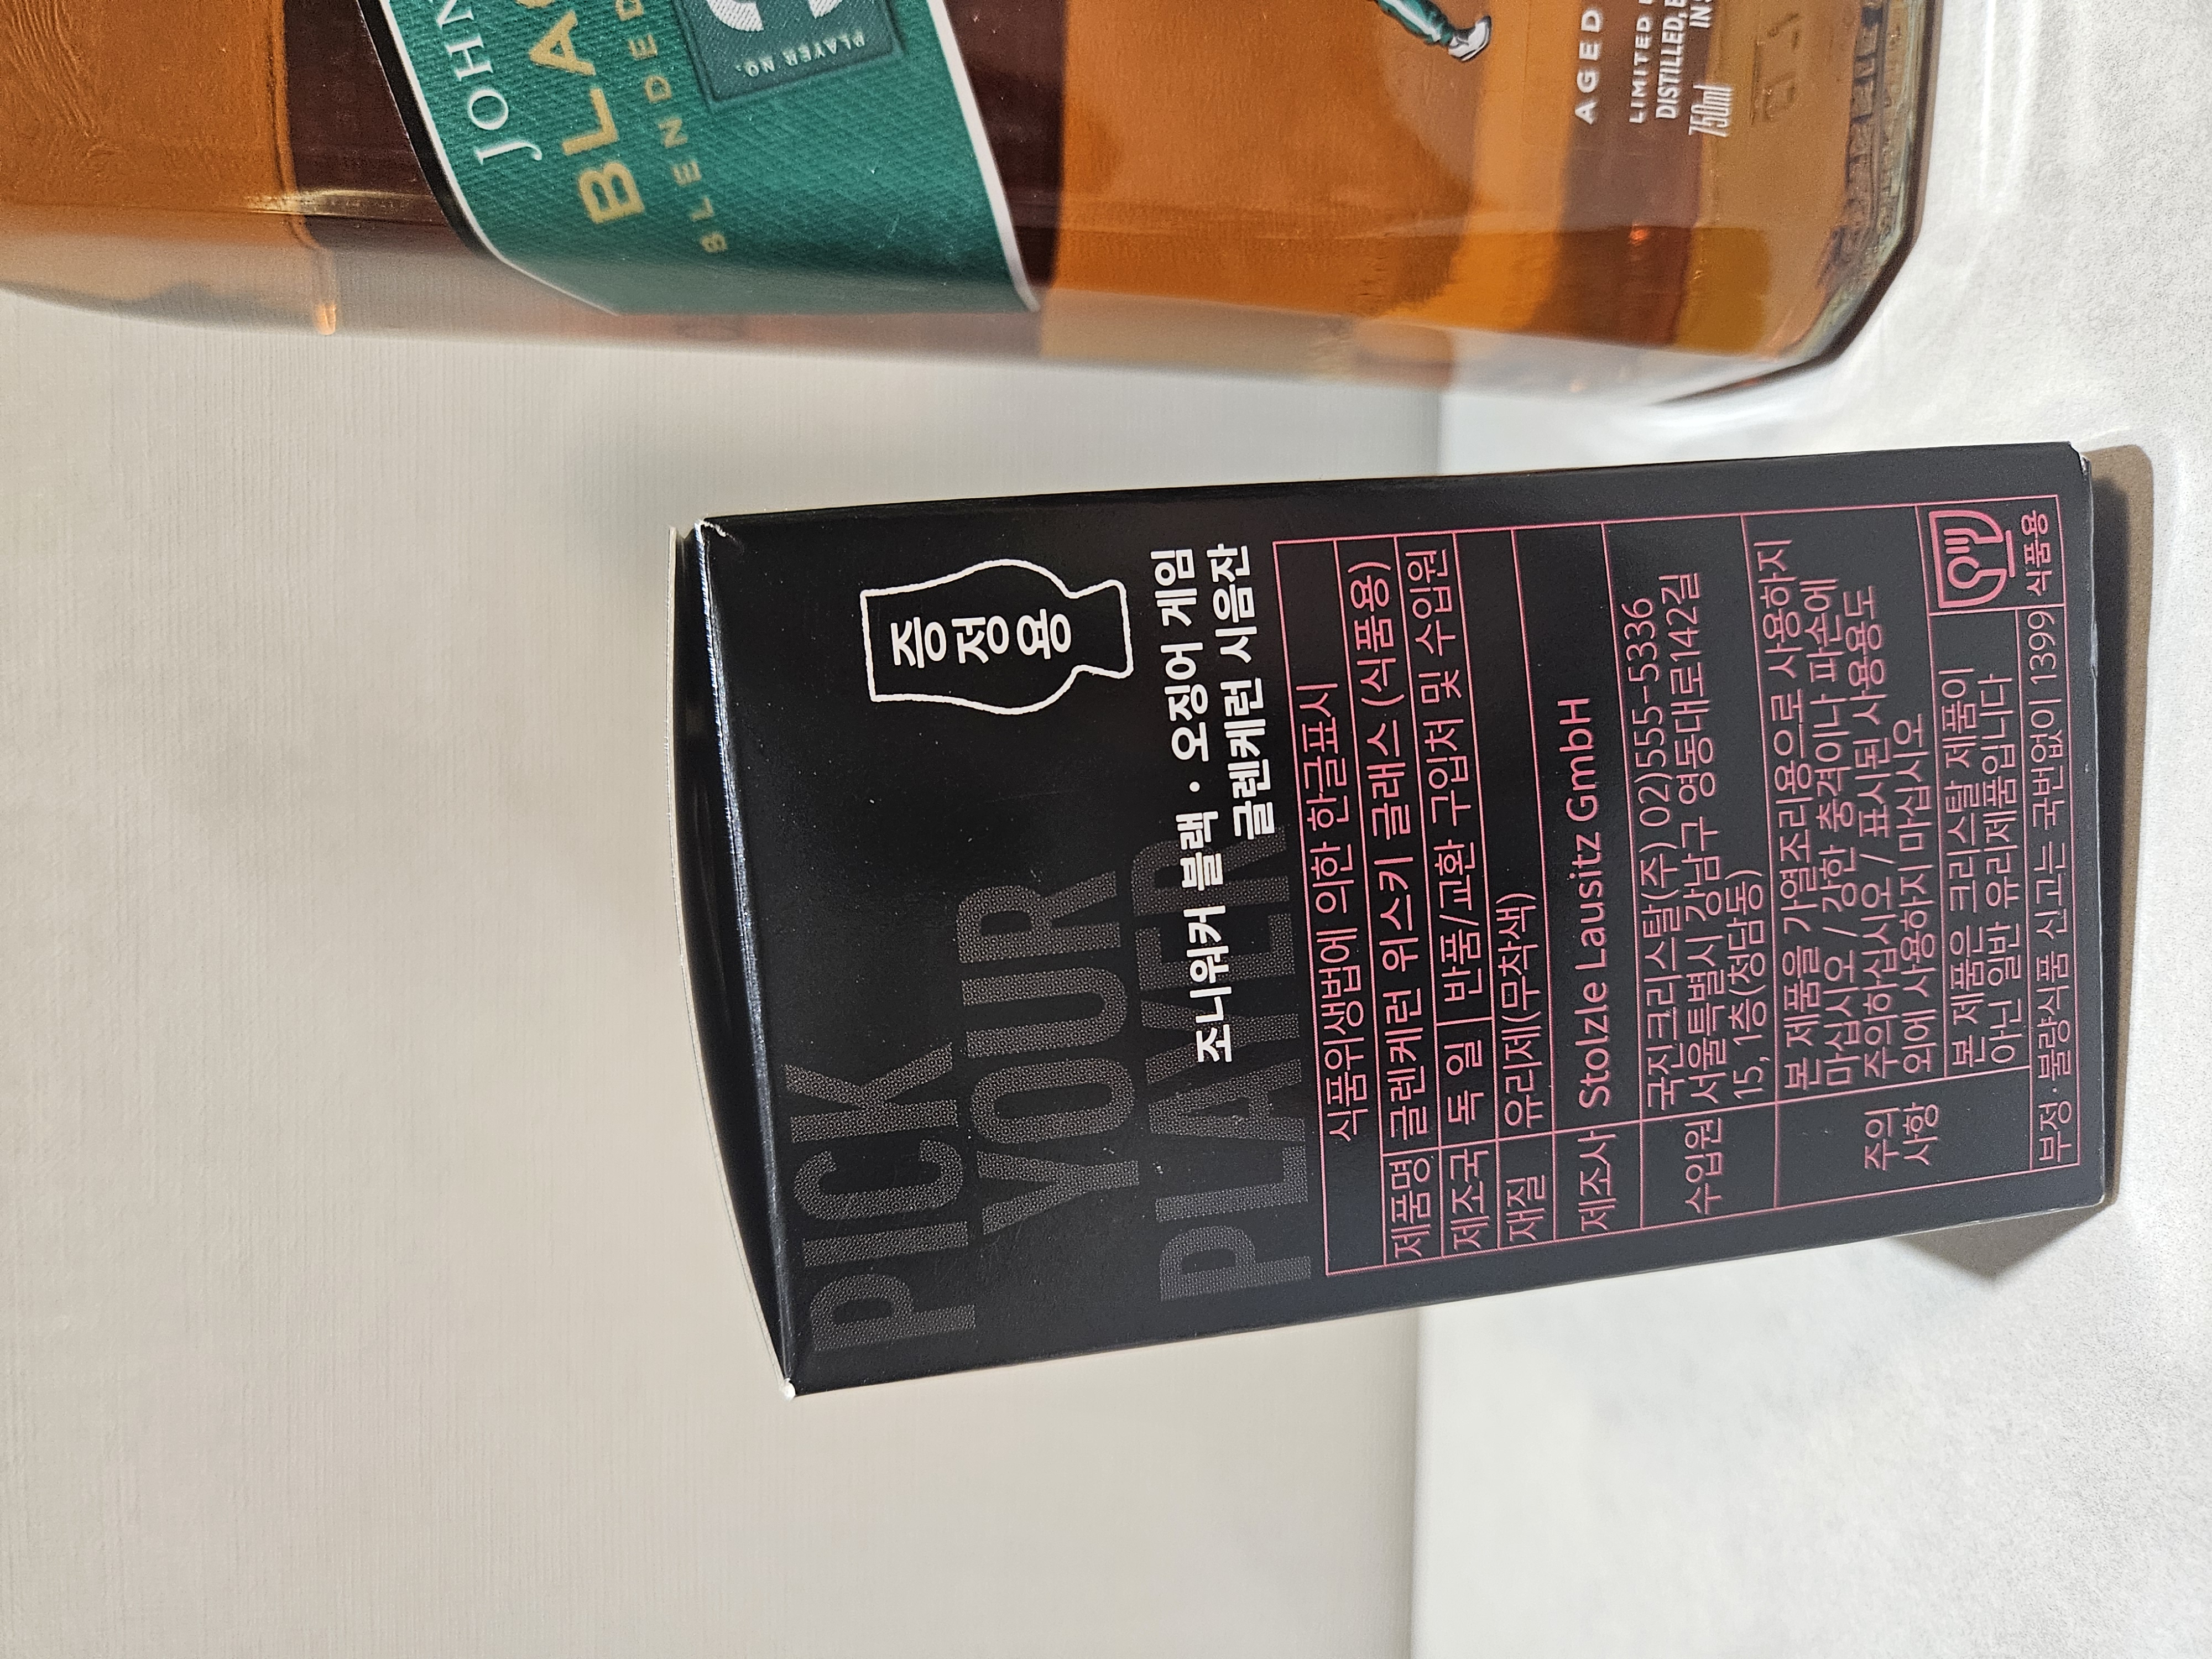 PICK
YOUR
PLAYER
증
정
용
조니워커 블랙 · 오징어 게임
글렌케런 시음잔
식품위생법에 의한 한글표시
제품명 글렌케런 위스키 글래스 (식품용)
제조국 독 일 반품/교환 구입처 및 수입원
재질 유리제(무착색)
제조사 Stolzle Lausitz GmbH
수입원 국진크리스탈(주) 02)555-5336
서울특별시 강남구 영동대로142길
15, 1층(청담동)
주의
사항
본 제품을 가열조리용으로 사용하지
마십시오 / 강한 충격이나 파손에
주의하십시오 / 표시된 사용용도
외에 사용하지 마십시오
본 제품은 크리스탈 제품이
아닌 일반 유리제품입니다
식품용
부정 · 불량식품 신고는 국번없이 1399
JOHN
BLA
BLENDED
PLAYER NO.
AGED
LIMITED
DISTILLED,
IN
750ml